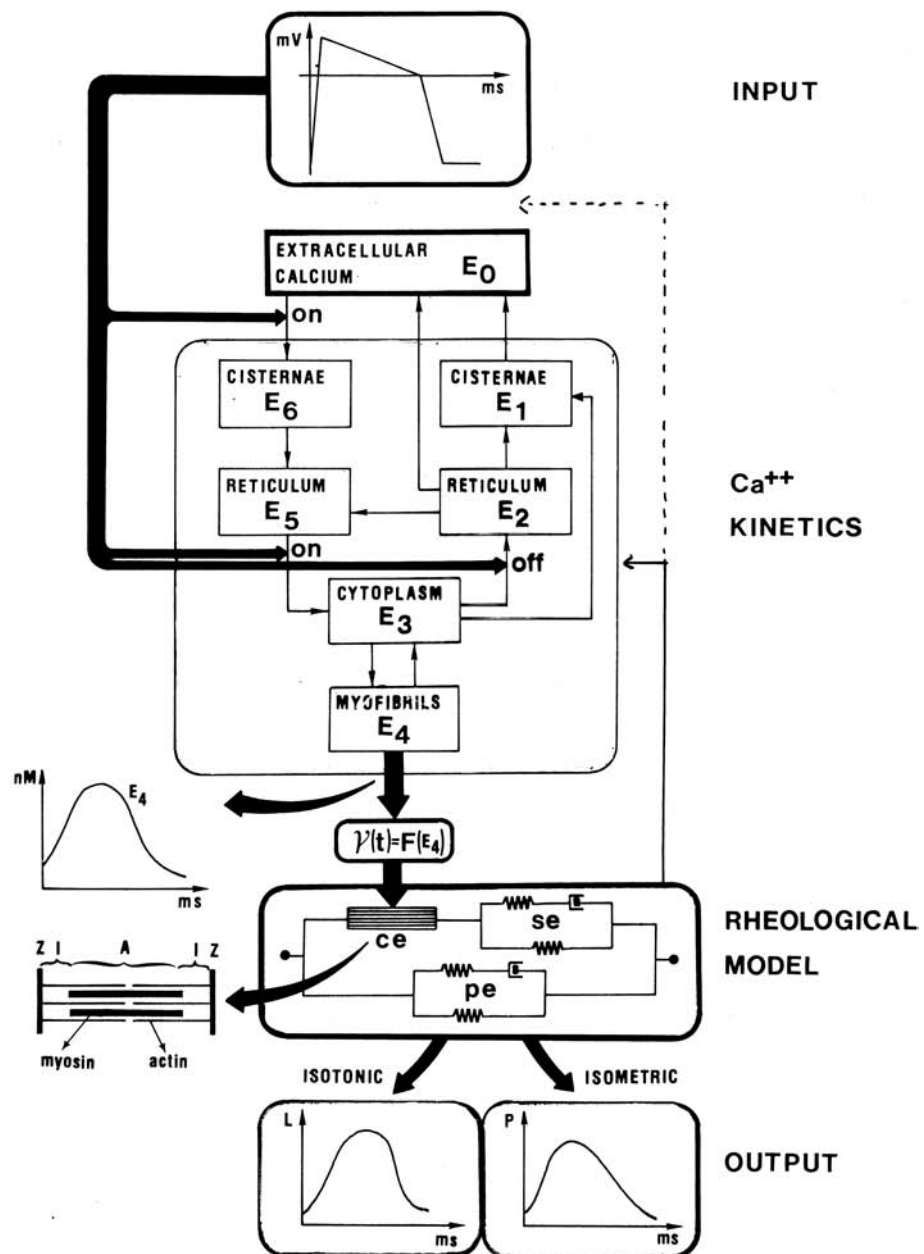 mV
ms
INPUT
EXTRACELLULAR
CALCIUM E0
on
CISTERNAE
E6
CISTERNAE
E1
RETICULUM
E5
RETICULUM
E2
Ca++
KINETICS
on
off
CYTOPLASM
E3
MYOFIBRILS
E4
nM
E4
ms
𝒱(t)=F(E4)
Z I A I Z
myosin actin
ce
se
pe
RHEOLOGICAL
MODEL
ISOTONIC
ISOMETRIC
L
ms
P
ms
OUTPUT